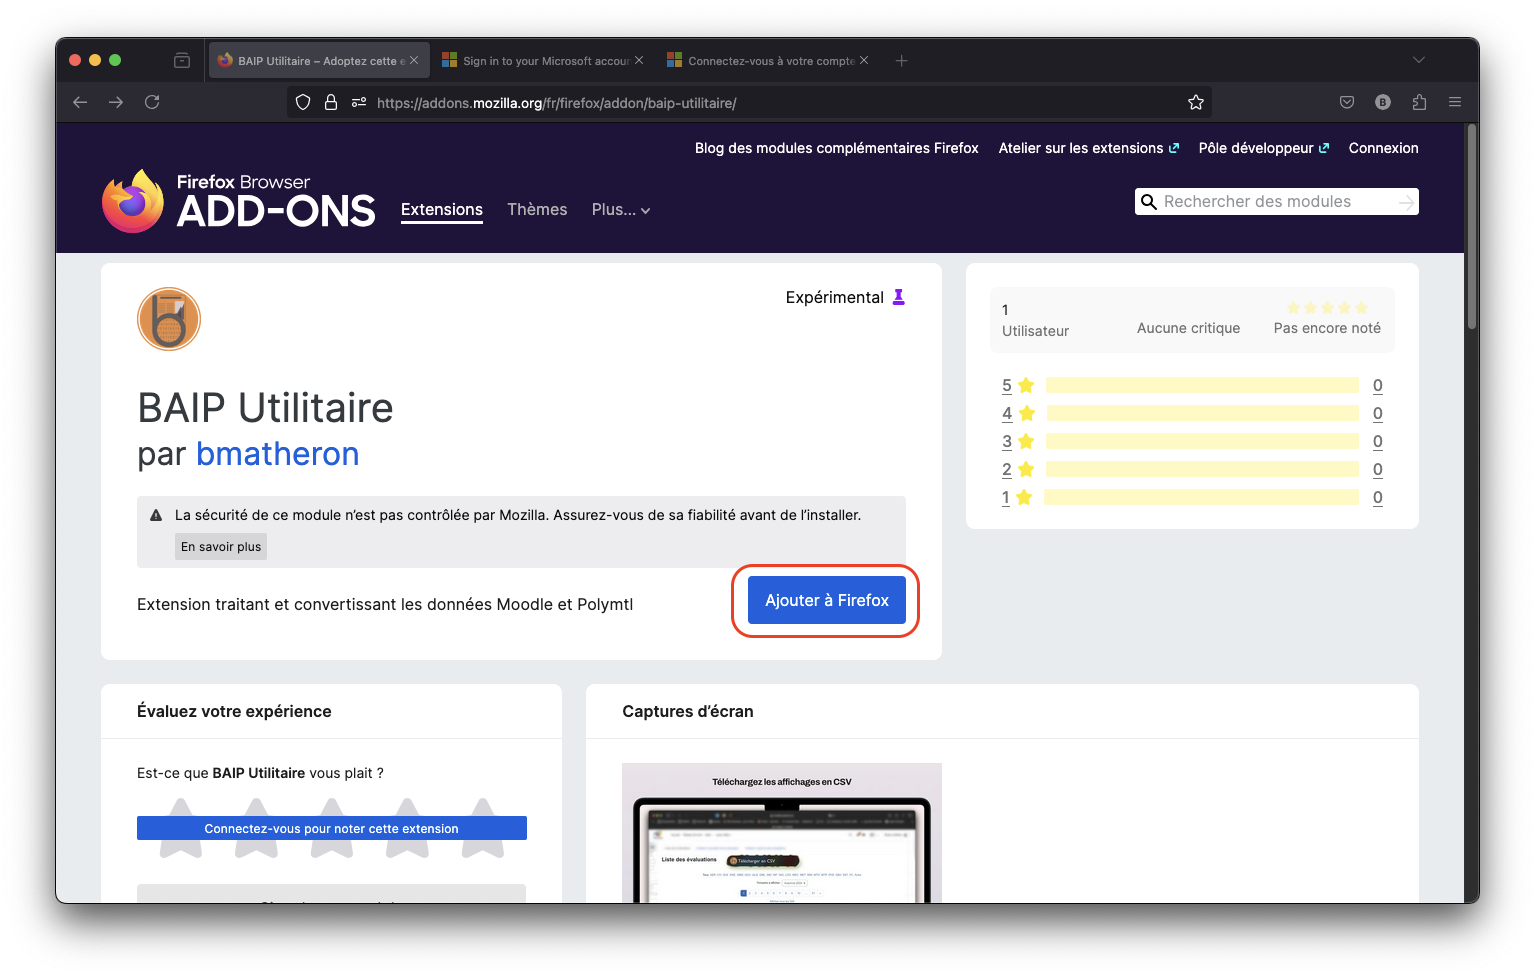 BAIP Utilitaire – Adoptez cette e
Sign in to your Microsoft accour
Connectez-vous à votre compte
https://addons.mozilla.org/fr/firefox/addon/baip-utilitaire/
B
Blog des modules complémentaires Firefox
Atelier sur les extensions
Pôle développeur
Connexion
Firefox Browser
ADD-ONS
Extensions
Thèmes
Plus...
Rechercher des modules
Expérimental
BAIP Utilitaire
par bmatheron
La sécurité de ce module n’est pas contrôlée par Mozilla. Assurez-vous de sa fiabilité avant de l’installer.
En savoir plus
Extension traitant et convertissant les données Moodle et Polymtl
Ajouter à Firefox
1
Utilisateur
Aucune critique
Pas encore noté
5 0
4 0
3 0
2 0
1 0
Évaluez votre expérience
Est-ce que BAIP Utilitaire vous plait ?
Connectez-vous pour noter cette extension
Captures d’écran
Téléchargez les affichages en CSV
Liste des évaluations
Télécharger en CSV